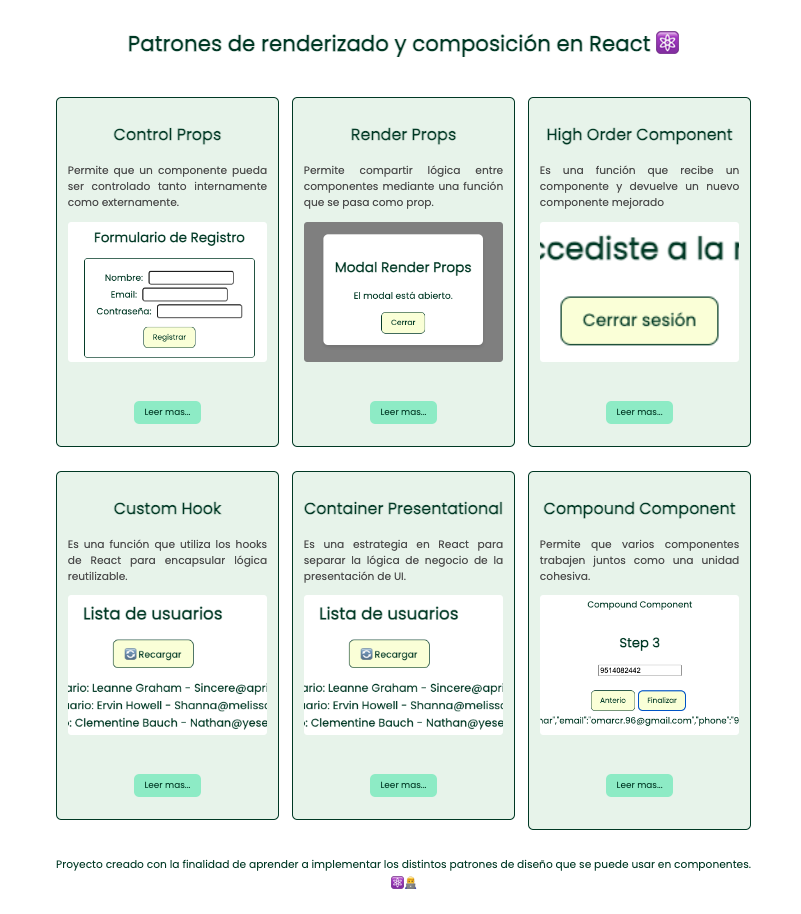 Patrones de renderizado y composición en React ⚛️
Control Props
Permite que un componente pueda
ser controlado tanto internamente
como externamente.
Formulario de Registro
Nombre:
Email:
Contraseña:
Registrar
Leer mas...
Render Props
Permite compartir lógica entre
componentes mediante una función
que se pasa como prop.
Modal Render Props
El modal está abierto.
Cerrar
Leer mas...
High Order Component
Es una función que recibe un
componente y devuelve un nuevo
componente mejorado
ccediste a la r
Cerrar sesión
Leer mas...
Custom Hook
Es una función que utiliza los hooks
de React para encapsular lógica
reutilizable.
Lista de usuarios
🔄 Recargar
ario: Leanne Graham - Sincere@apri
uario: Ervin Howell - Shanna@meliss
: Clementine Bauch - Nathan@yese
Leer mas...
Container Presentational
Es una estrategia en React para
separar la lógica de negocio de la
presentación de UI.
Lista de usuarios
🔄 Recargar
ario: Leanne Graham - Sincere@apri
uario: Ervin Howell - Shanna@meliss
: Clementine Bauch - Nathan@yese
Leer mas...
Compound Component
Permite que varios componentes
trabajen juntos como una unidad
cohesiva.
Compound Component
Step 3
9514082442
Anterio Finalizar
nar","email":"omarcr.96@gmail.com","phone":"9
Leer mas...
Proyecto creado con la finalidad de aprender a implementar los distintos patrones de diseño que se puede usar en componentes.
⚛️👨‍💻